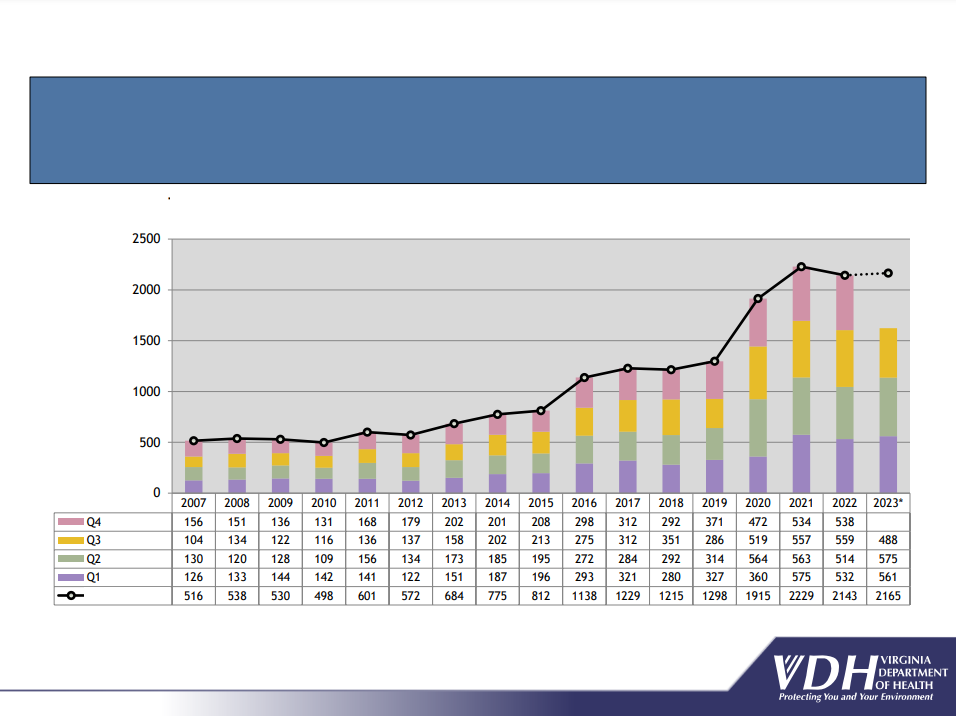 2500
2000
1500
1000
500
0
2007 2008 2009 2010 2011 2012 2013 2014 2015 2016 2017 2018 2019 2020 2021 2022 2023*
Q4 156 151 136 131 168 179 202 201 208 298 312 292 371 472 534 538
Q3 104 134 122 116 136 137 158 202 213 275 312 351 286 519 557 559 488
Q2 130 120 128 109 156 134 173 185 195 272 284 292 314 564 563 514 575
Q1 126 133 144 142 141 122 151 187 196 293 321 280 327 360 575 532 561
516 538 530 498 601 572 684 775 812 1138 1229 1215 1298 1915 2229 2143 2165
VDH VIRGINIA
DEPARTMENT
OF HEALTH
Protecting You and Your Environment